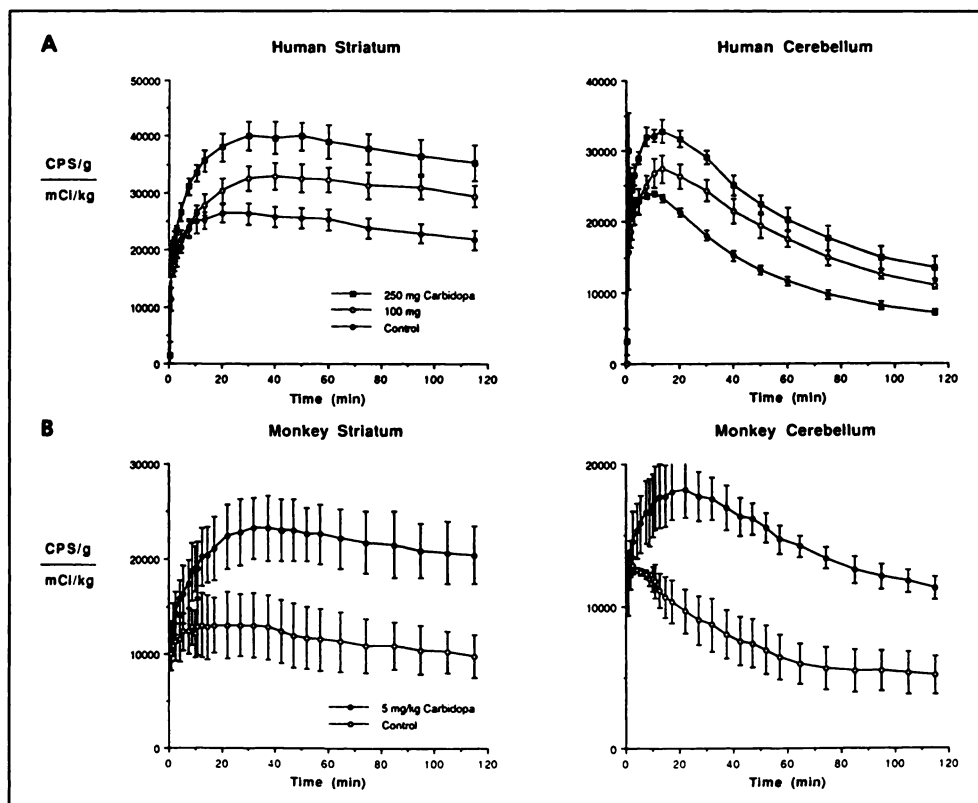 A
Human Striatum
50000
40000
30000
20000
10000
0
CPS/g
mCi/kg
250 mg Carbidopa
100 mg
Control
0 20 40 60 80 100 120
Time (min)
Human Cerebellum
40000
30000
20000
10000
0
0 20 40 60 80 100 120
Time (min)
B
Monkey Striatum
30000
20000
10000
0
CPS/g
mCi/kg
5 mg/kg Carbidopa
Control
0 20 40 60 80 100 120
Time (min)
Monkey Cerebellum
20000
10000
0
0 20 40 60 80 100 120
Time (min)